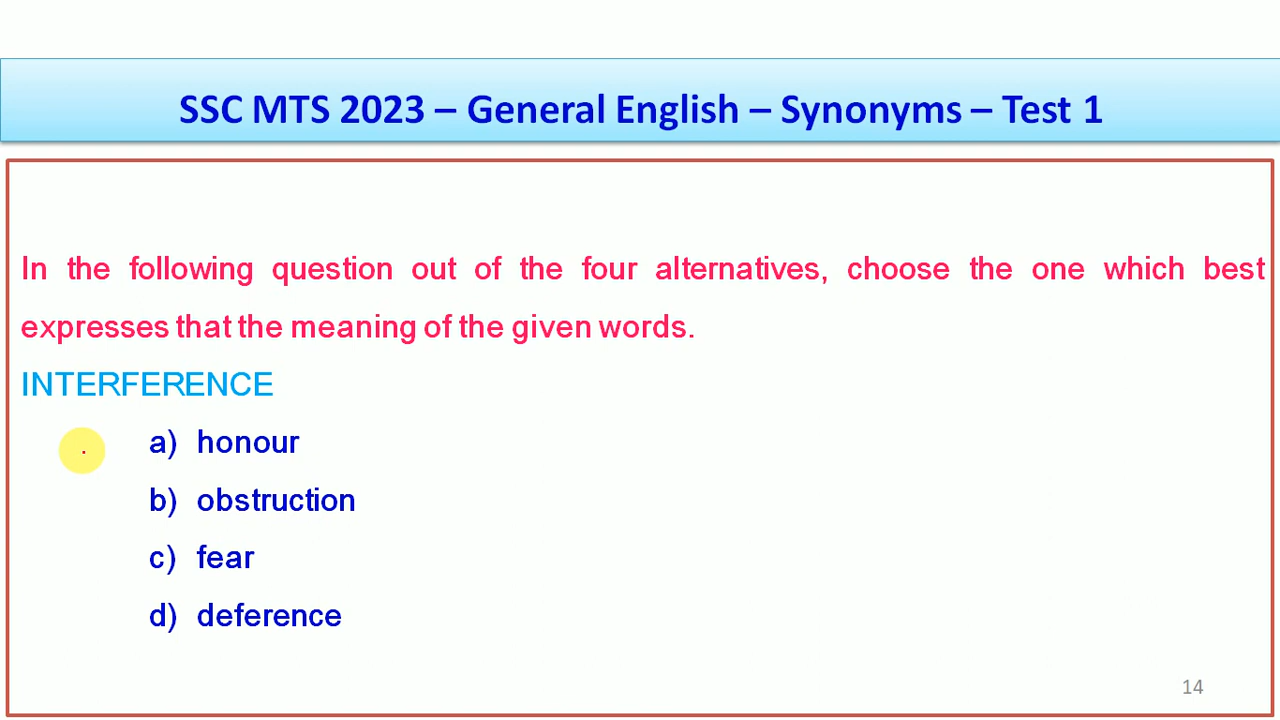 SSC MTS 2023 – General English – Synonyms – Test 1
In the following question out of the four alternatives, choose the one which best
expresses that the meaning of the given words.
INTERFERENCE
a) honour
b) obstruction
c) fear
d) deference
14